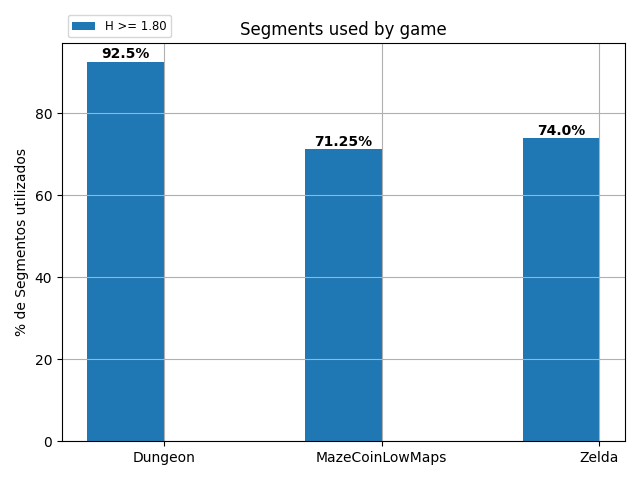 H >= 1.80
Segments used by game
% de Segmentos utilizados
92.5%
71.25%
74.0%
80
60
40
20
0
Dungeon
MazeCoinLowMaps
Zelda